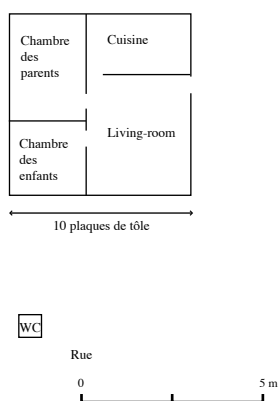 Chambre
des
parents
Cuisine
Living-room
Chambre
des
enfants
10 plaques de tôle
WC
Rue
0
5 m